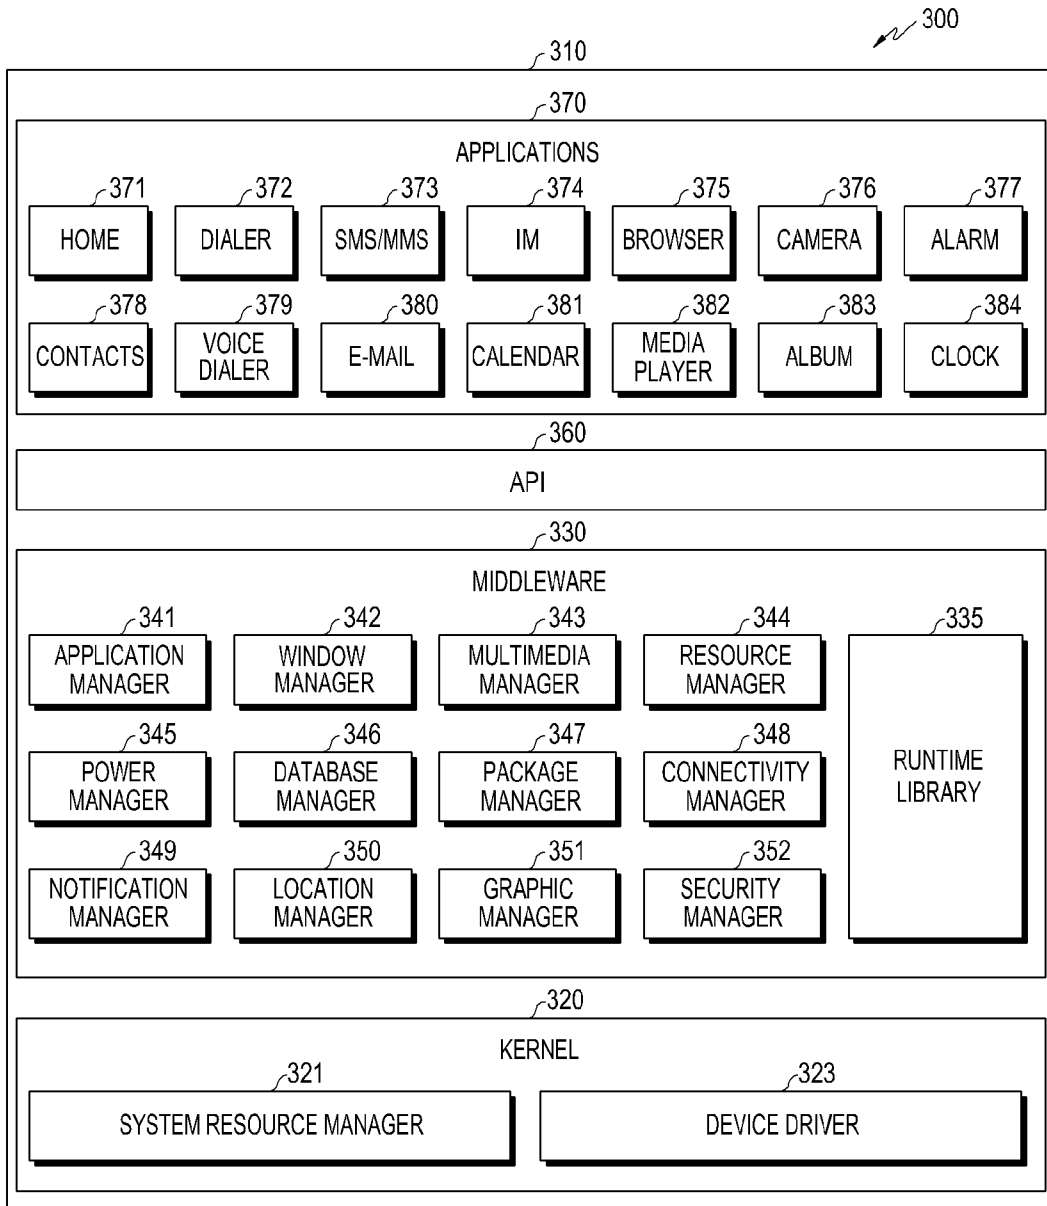 300
310
370
APPLICATIONS
371 372 373 374 375 376 377
HOME DIALER SMS/MMS IM BROWSER CAMERA ALARM
378 379 380 381 382 383 384
CONTACTS VOICE DIALER E-MAIL CALENDAR MEDIA PLAYER ALBUM CLOCK
360
API
330
MIDDLEWARE
341 342 343 344 335
APPLICATION MANAGER WINDOW MANAGER MULTIMEDIA MANAGER RESOURCE MANAGER
345 346 347 348
POWER MANAGER DATABASE MANAGER PACKAGE MANAGER CONNECTIVITY MANAGER RUNTIME LIBRARY
349 350 351 352
NOTIFICATION MANAGER LOCATION MANAGER GRAPHIC MANAGER SECURITY MANAGER
320
KERNEL
321 323
SYSTEM RESOURCE MANAGER DEVICE DRIVER